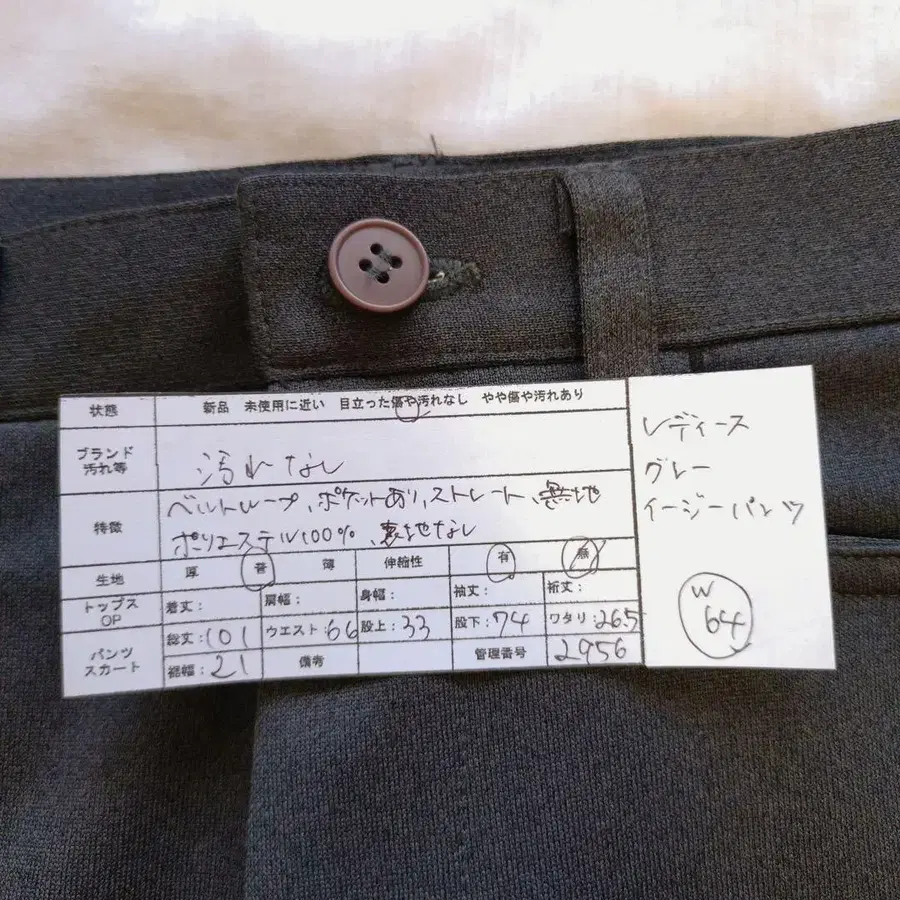 状態 新品 未使用に近い 目立った傷や汚れなし やや傷や汚れあり
ブランド
汚れ等 汚れなし
特徴 ベルトループ、ポケットあり、ストレート、無地
ポリエステル100%、裏地なし
生地 厚 普 薄 伸縮性 有 無
トップス
OP 着丈: 肩幅: 身幅: 袖丈: 裄丈:
パンツ
スカート 総丈:101 ウエスト:66 股上:33 股下:74 ワタリ:265
裾幅:21 備考 管理番号 2956
レディース
グレー
イージーパンツ
W
64